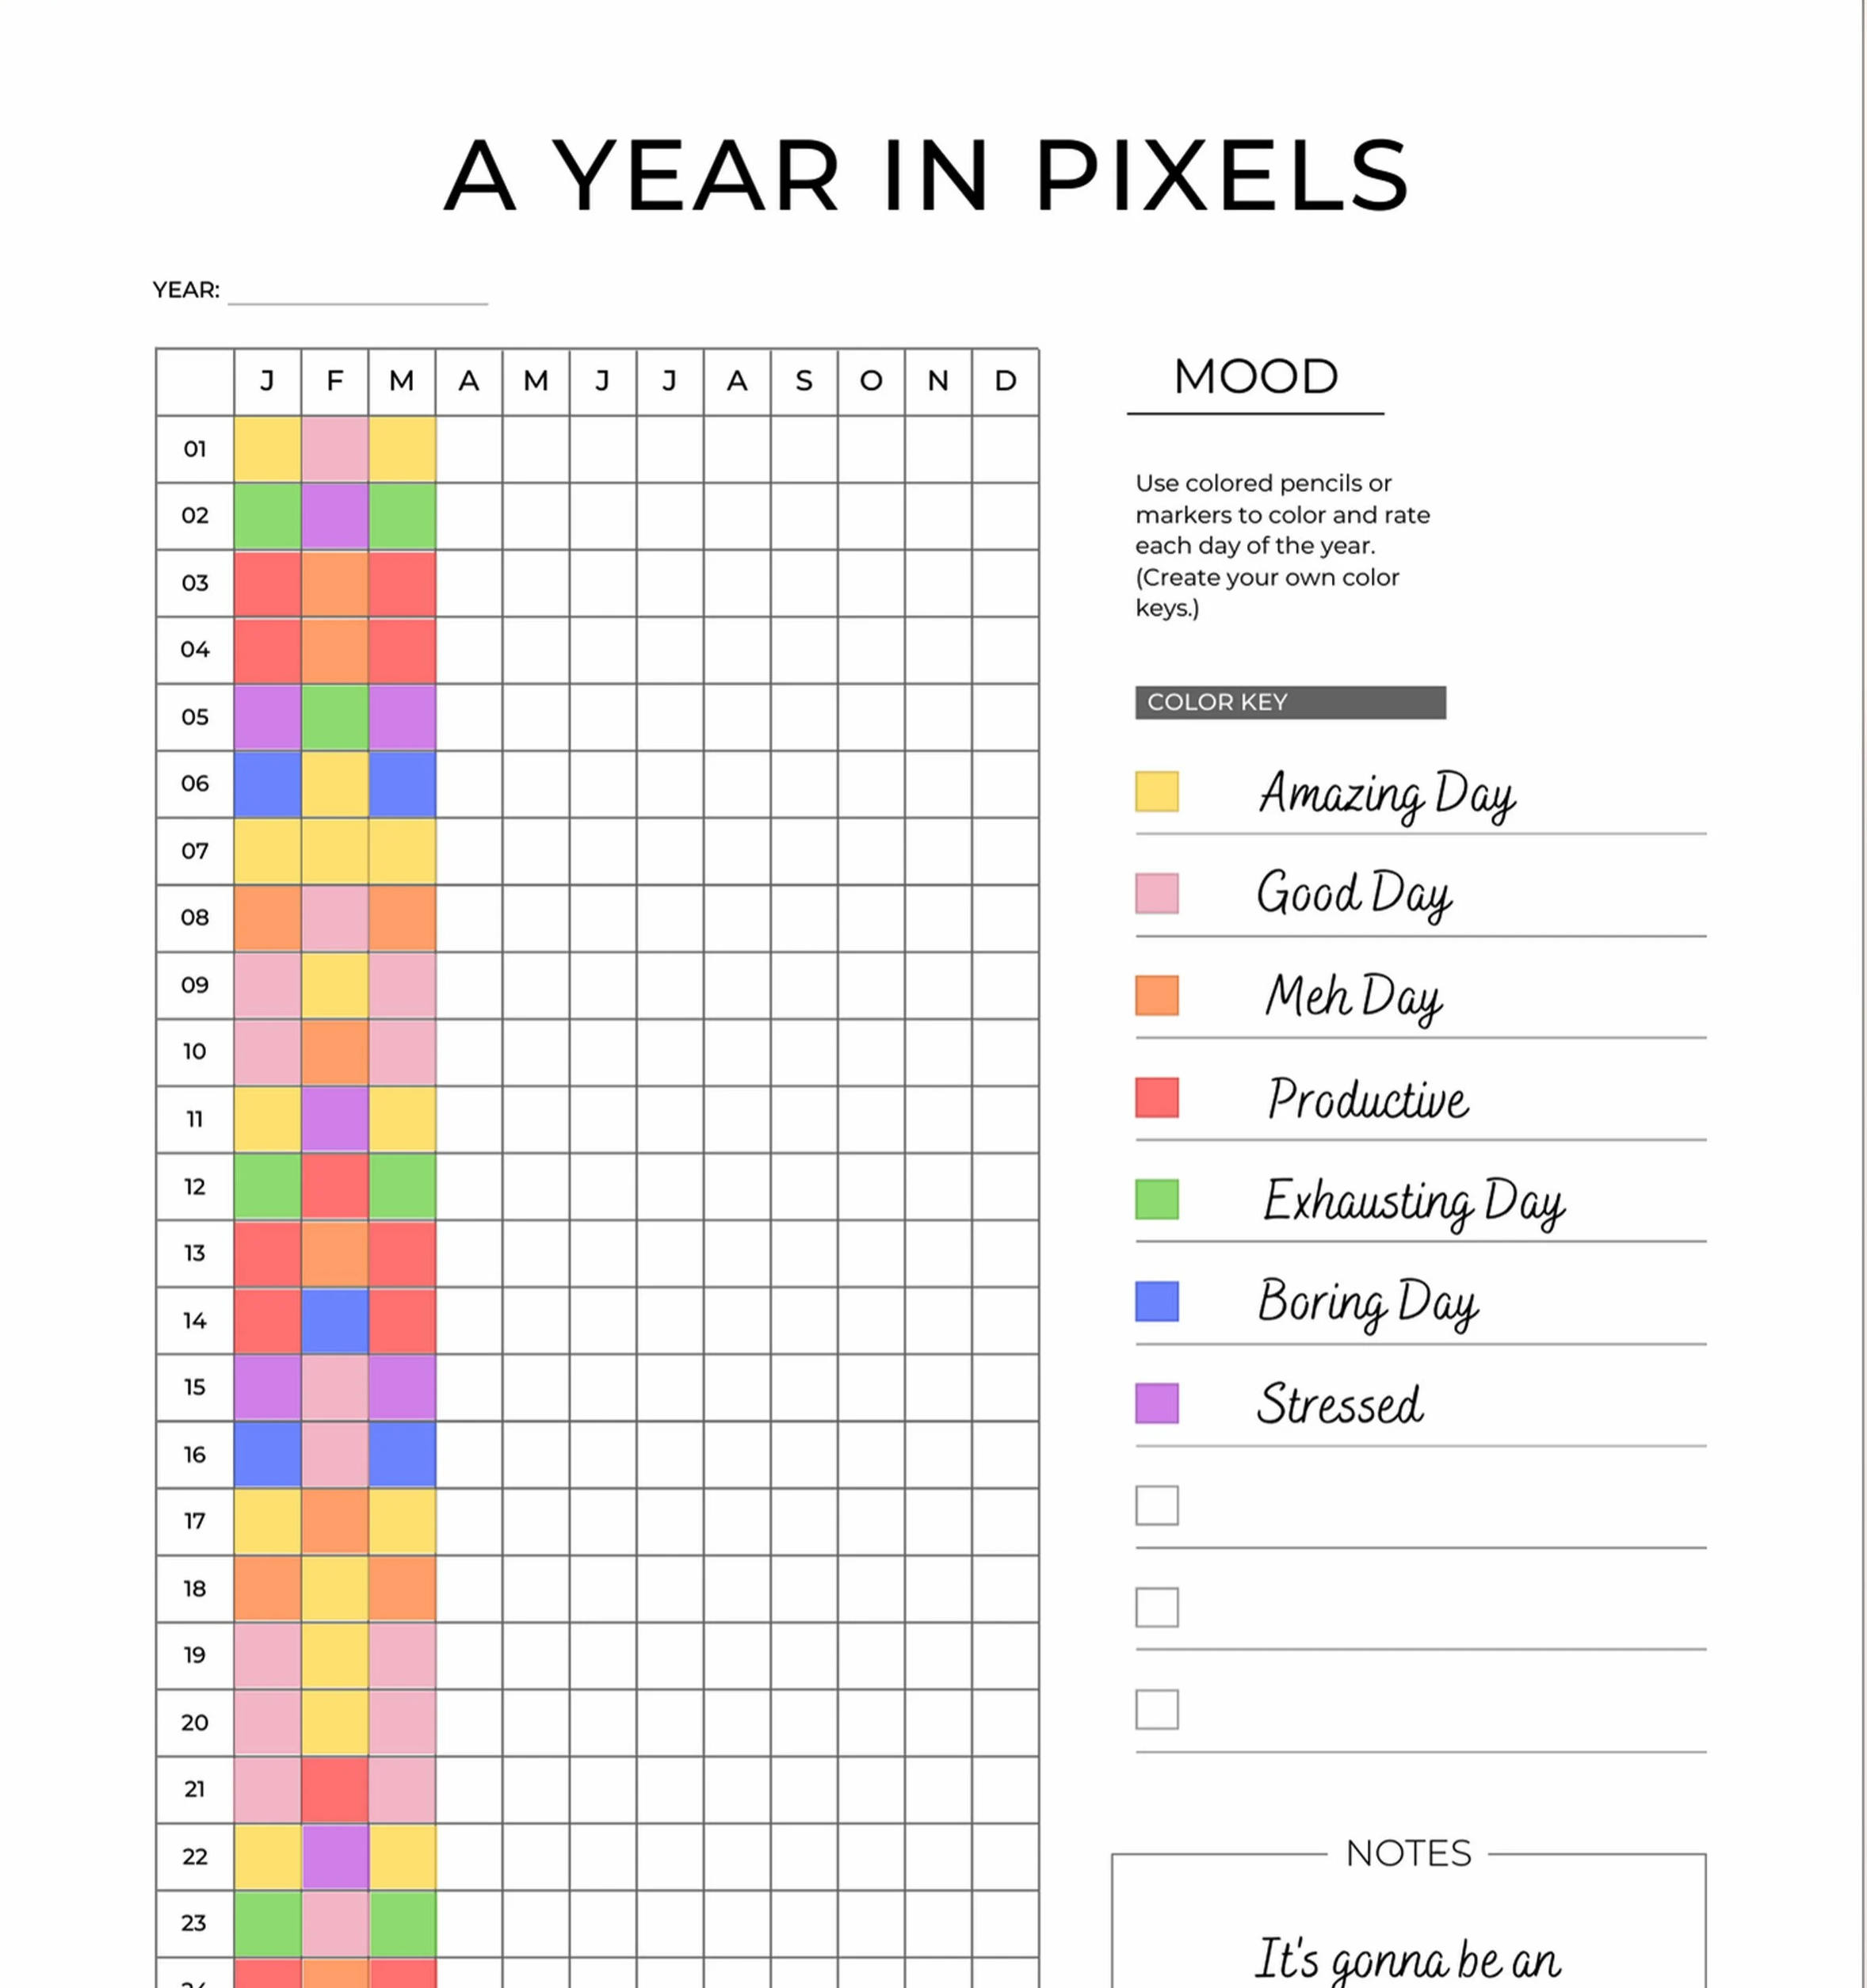 A YEAR IN PIXELS
YEAR:
J F M A M J J A S O N D
01
02
03
04
05
06
07
08
09
10
11
12
13
14
15
16
17
18
19
20
21
22
23
MOOD
Use colored pencils or
markers to color and rate
each day of the year.
(Create your own color
keys.)
COLOR KEY
Amazing Day
Good Day
Meh Day
Productive
Exhausting Day
Boring Day
Stressed
NOTES
It's gonna be an